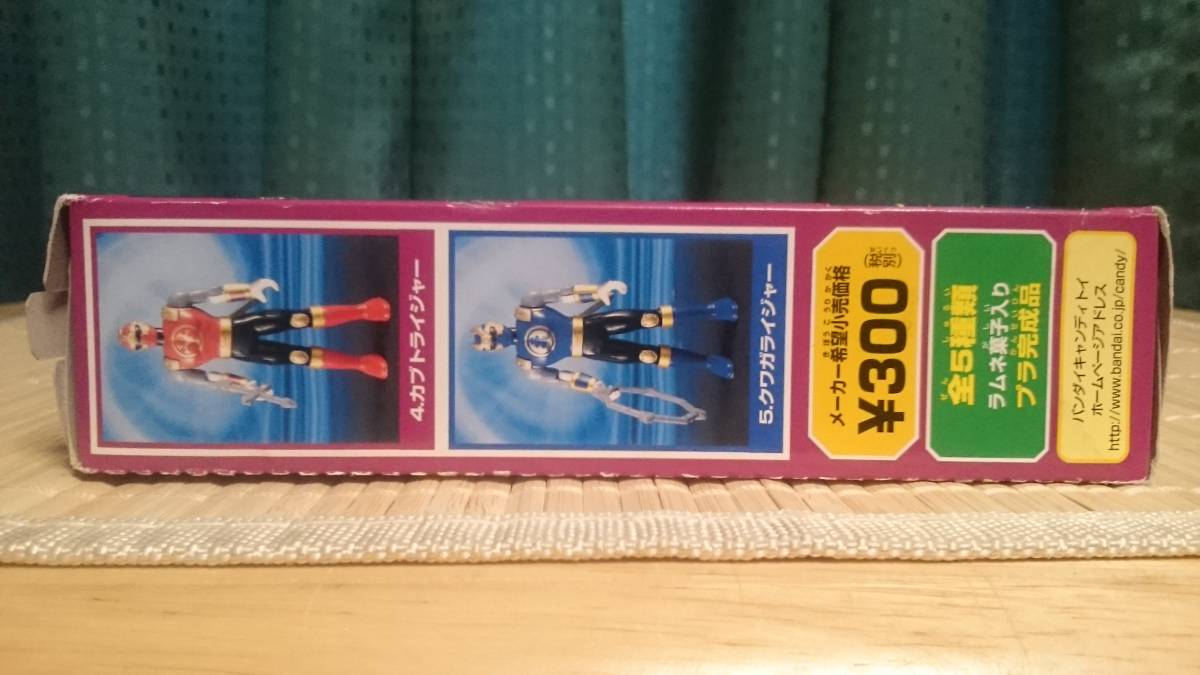 4.カブトライジャー
5.クワガライジャー
メーカー希望小売価格
¥300(税別)
全5種類
ラムネ菓子入り
プラ完成品
バンダイキャンディトイ
ホームページアドレス
http://www.bandai.co.jp/candy/